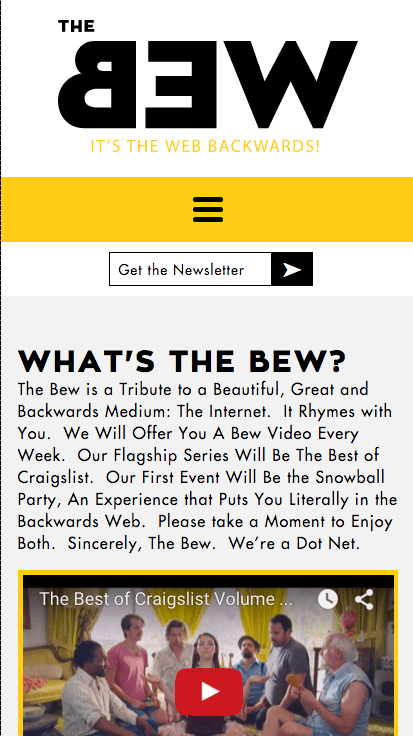 THE
BEW
IT'S THE WEB BACKWARDS!
Get the Newsletter
WHAT'S THE BEW?
The Bew is a Tribute to a Beautiful, Great and
Backwards Medium: The Internet.  It Rhymes with
You.  We Will Offer You A Bew Video Every
Week.  Our Flagship Series Will Be The Best of
Craigslist.  Our First Event Will Be the Snowball
Party, An Experience that Puts You Literally in the
Backwards Web.  Please take a Moment to Enjoy
Both.  Sincerely, The Bew.  We're a Dot Net.
The Best of Craigslist Volume ...